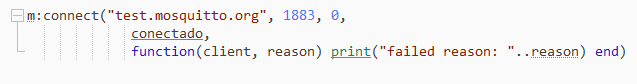 m:connect("test.mosquitto.org", 1883, 0,
conectado,
function(client, reason) print("failed reason: "..reason) end)